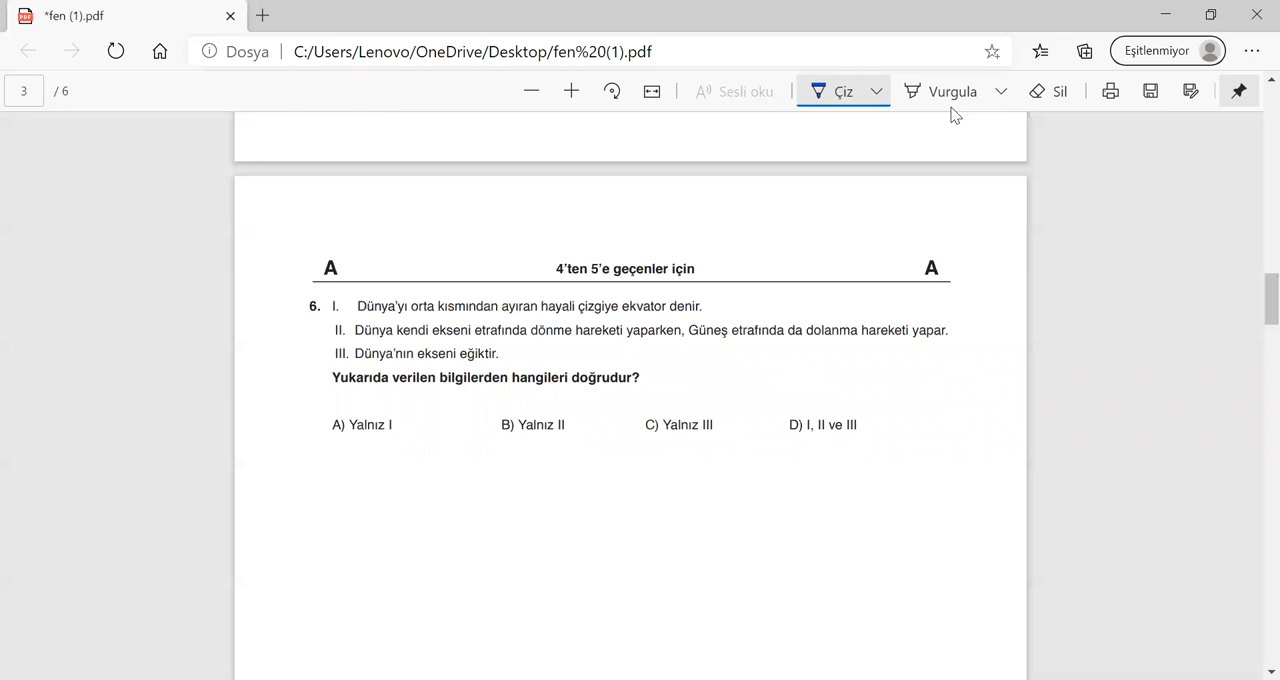 *fen (1).pdf
Dosya | C:/Users/Lenovo/OneDrive/Desktop/fen%20(1).pdf
Eşitlenmiyor
3 / 6
Sesli oku
Çiz
Vurgula
Sil
A 4’ten 5’e geçenler için A
6. I. Dünya’yı orta kısmından ayıran hayali çizgiye ekvator denir.
II. Dünya kendi ekseni etrafında dönme hareketi yaparken, Güneş etrafında da dolanma hareketi yapar.
III. Dünya’nın ekseni eğiktir.
Yukarıda verilen bilgilerden hangileri doğrudur?
A) Yalnız I B) Yalnız II C) Yalnız III D) I, II ve III